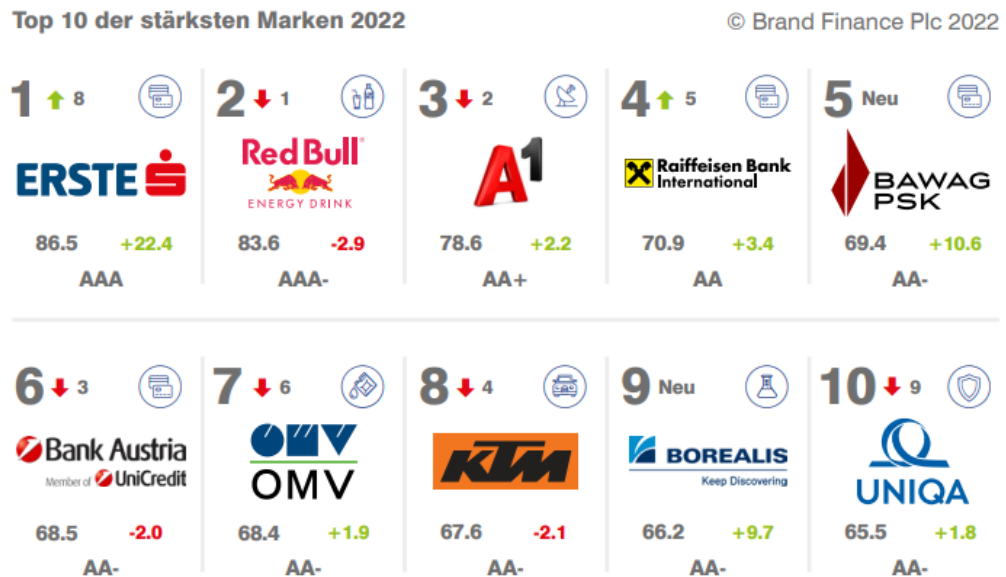 Top 10 der stärksten Marken 2022
© Brand Finance Plc 2022
1 8
ERSTE
86.5 +22.4
AAA
2 1
Red Bull®
ENERGY DRINK
83.6 -2.9
AAA-
3 2
A1
78.6 +2.2
AA+
4 5
Raiffeisen Bank
International
70.9 +3.4
AA
5 Neu
BAWAG
PSK
69.4 +10.6
AA-
6 3
Bank Austria
Member of UniCredit
68.5 -2.0
AA-
7 6
OMV
OMV
68.4 +1.9
AA-
8 4
KTM
67.6 -2.1
AA-
9 Neu
BOREALIS
Keep Discovering
66.2 +9.7
AA-
10 9
UNIQA
65.5 +1.8
AA-